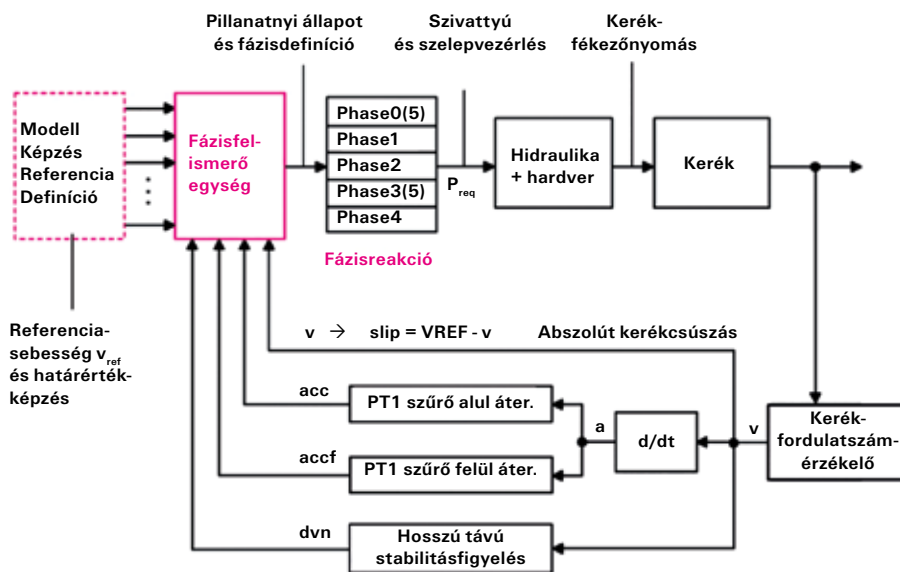 Pillanatnyi állapot
és fázisdefiníció
Szivattyú
és szelepvezérlés
Kerék-
fékezőnyomás
Modell
Képzés
Referencia
Definíció
Fázisfel-
ismerő
egység
Phase0(5)
Phase1
Phase2
Phase3(5)
Phase4
Fázisreakció
P_req
Hidraulika
+ hardver
Kerék
Referencia-
sebesség v_ref
és határérték-
képzés
v → slip = VREF - v Abszolút kerékcsúszás
acc
PT1 szűrő alul áter.
accf
PT1 szűrő felül áter.
a
d/dt
v
Kerék-
fordulatszám-
érzékelő
dvn
Hosszú távú
stabilitásfigyelés